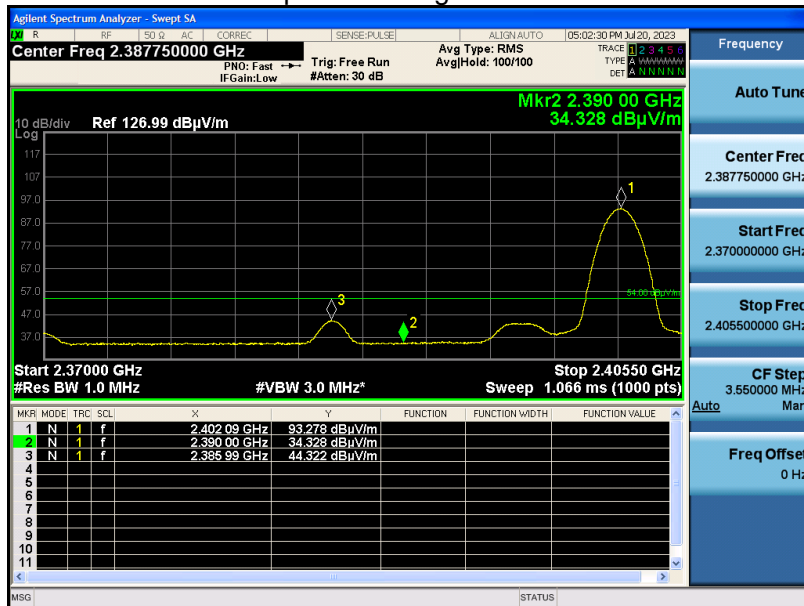 Agilent Spectrum Analyzer - Swept SA
LXI R RF 50 Ω AC CORREC SENSE:PULSE ALIGN AUTO 05:02:30 PM Jul 20, 2023
Center Freq 2.387750000 GHz
PNO: Fast
IFGain:Low
Trig: Free Run
#Atten: 30 dB
Avg Type: RMS
Avg|Hold: 100/100
TRACE 1 2 3 4 5 6
TYPE A WWWWW
DET A N N N N N
Mkr2 2.390 00 GHz
34.328 dBµV/m
10 dB/div Ref 126.99 dBµV/m
Log
117
107
97.0
87.0
77.0
67.0
57.0
47.0
37.0
1
2
3
54.00 dBµV/m
Start 2.37000 GHz Stop 2.40550 GHz
#Res BW 1.0 MHz #VBW 3.0 MHz* Sweep 1.066 ms (1000 pts)
MKR MODE TRC SCL X Y FUNCTION FUNCTION WIDTH FUNCTION VALUE
1 N 1 f 2.402 09 GHz 93.278 dBµV/m
2 N 1 f 2.390 00 GHz 34.328 dBµV/m
3 N 1 f 2.385 99 GHz 44.322 dBµV/m
4
5
6
7
8
9
10
11
MSG STATUS
Frequency
Auto Tune
Center Freq
2.387750000 GHz
Start Freq
2.370000000 GHz
Stop Freq
2.405500000 GHz
CF Step
3.550000 MHz
Auto Man
Freq Offset
0 Hz